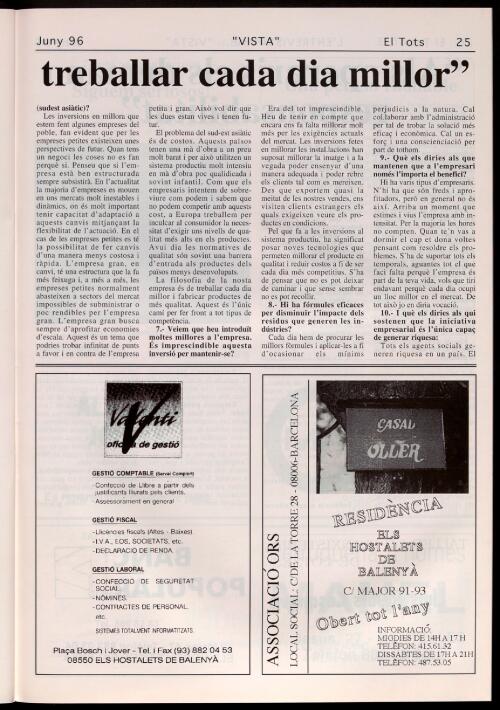 Juny 96 "VISTA" El Tots 25
treballar cada dia millor"
(sudest asiàtic)?
Les inversions en millora que
estem fent algunes empreses del
poble, fan evident que per les
empreses petites existeixen unes
perspectives de futur. Quan tens
un negoci les coses no es fan
perquè si. Penseu que si l'em-
presa està ben estructurada
sempre subsistirà. En l'actualitat
la majoria d'empreses es mouen
en uns mercats molt inestables i
dinàmics, on és molt important
tenir capacitat d'adaptació a
aquests canvis mitjançant la
flexibilitat de l'actuació. En el
cas de les empreses petites es té
la possibilitat de fer canvis
d'una manera menys costosa i
ràpida. L'empresa gran, en
canvi, té una estructura que la fa
més feixuga i, a més a més, les
empreses petites normalment
abasteixen a sectors del mercat
impossibles de subministrar o
poc rendibles per l'empresa
gran. L'empresa gran busca
sempre d'aprofitar economies
d'escala. Aquest és un tema que
podries trobar infinitat de punts
a favor i en contra de l'empresa
petita i gran. Això vol dir que
les dues estan vives i tenen fu-
tur.
El problema del sud-est asiàtic
és de costos. Aquests països
tenen una mà d'obra a un preu
molt barat i per això utilitzen un
sistema productiu molt intensiu
en mà d'obra poc qualificada i
sovint infantil. Com que els
empresaris intentem de sobre-
viure com podem i sabem que
no podem competir amb aquests
cost, a Europa treballem per
inculcar al consumidor la neces-
sitat d'exigir uns nivells de qua-
litat més alts en els productes.
Avui dia les normatives de
qualitat són sovint una barrera
d'entrada als productes dels
països menys desenvolupats.
La filosofia de la nosta
empresa és de treballar cada dia
millor i fabricar productes de
més qualitat. Aquest és l'únic
camí per fer front a tot tipus de
competència.
7.- Veiem que heu introduït
moltes millores a l'empresa.
És imprescindible aquesta
inversió per mantenir-se?
Era del tot imprescindible.
Heu de tenir en compte que
encara ens fa falta millorar molt
més per les exigències actuals
del mercat. Les inversions fetes
en millorar les instal.lacions han
suposat millorar la imatge i a la
vegada poder ensenyar d'una
manera adequada i poder rebre
els clients tal com es mereixen.
Des que exportem quasi la
meitat de les nostres vendes, ens
visiten clients estrangers els
quals exigeixen veure els pro-
ductes en condicions.
Pel que fa a les inversions al
sistema productiu, ha significat
posar noves tecnologies que
permeten millorar el producte en
qualitat i reduir costos a fi de ser
cada dia més competitius. S'ha
de pensar que no es pot deixar
de caminar i que sense sembrar
no es pot recollir.
8.- Hi ha fórmules eficaces
per disminuir l'impacte dels
residus que generen les in-
dústries?
Cada dia hem de procurar les
millors fórmules i aplicar-les a fi
d'ocasionar els mínims
perjudicis a la natura. Cal
col.laborar amb l'administració
per tal de trobar la solució més
eficaç i econòmica. Cal un es-
forç i una conscienciació per
part de tothom.
9.- Què els diries als que
mantenen que a l'empresari
només l'importa el benefici?
Hi ha varis tipus d'empresaris.
N'hi ha que són freds i apro-
fitadors, però en general no és
així. Arriba un moment que
estimes i vius l'empresa amb in-
tensitat. Per la majoria les hores
no compten. Quan te'n vas a
dormir el cap et dona voltes
pensant com resoldre els pro-
blemes. S'ha de suportar tots els
temporals, aguantes tot el que
faci falta perquè l'empresa és
part de la teva vida, vols que tiri
endavant perquè cada dia ocupi
un lloc millor en el mercat. De
tot això jo en diria vocació.
10.- I què els diries als qui
sostenen que la iniciativa
empresarial és l'única capaç
de generar riquesa:
Tots els agents socials ge-
neren riquesa en un país. El
Valenti
oficina de gestió
GESTIÓ COMPTABLE (Servei Complert)
-Confecció de Llibre a partir dels
justificants lliurats pels clients.
-Assessorament en general
GESTIÓ FISCAL
-Llicències fiscals (Altes - Baixes)
-I.V.A., EOS, SOCIETATS, etc.
-DECLARACIÓ DE RENDA
GESTIÓ LABORAL
-CONFECCIÓ DE SEGURETAT
SOCIAL.
-NÒMINES.
-CONTRACTES DE PERSONAL.
etc.
SISTEMES TOTALMENT INFORMATITZATS.
Plaça Bosch i Jover - Tel. i Fax (93) 882 04 53
08550 ELS HOSTALETS DE BALENYÀ
ASSOCIACIÓ ORS
LOCAL SOCIAL: C/ DE LA TORRE 28 - 08006-BARCELONA
CASAL
OLLER
RESIDÈNCIA
ELS
HOSTALETS
DE
BALENYÀ
C/ MAJOR 91-93
Obert tot l'any
INFORMACIÓ:
MIGDIES DE 14H A 17 H
TELÈFON: 415.61.32
DISSABTES DE 17H A 21H
TELÈFON: 487.53.05